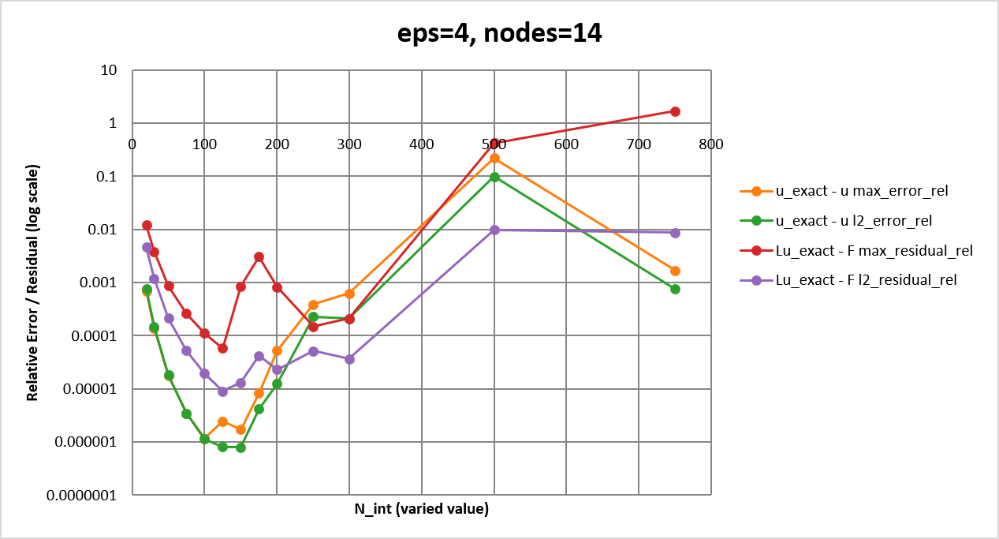 eps=4, nodes=14
10
1
0 100 200 300 400 500 600 700 800
0.1
0.01
0.001
0.0001
0.00001
0.000001
0.0000001
Relative Error / Residual (log scale)
N_int (varied value)
u_exact - u max_error_rel
u_exact - u l2_error_rel
Lu_exact - F max_residual_rel
Lu_exact - F l2_residual_rel